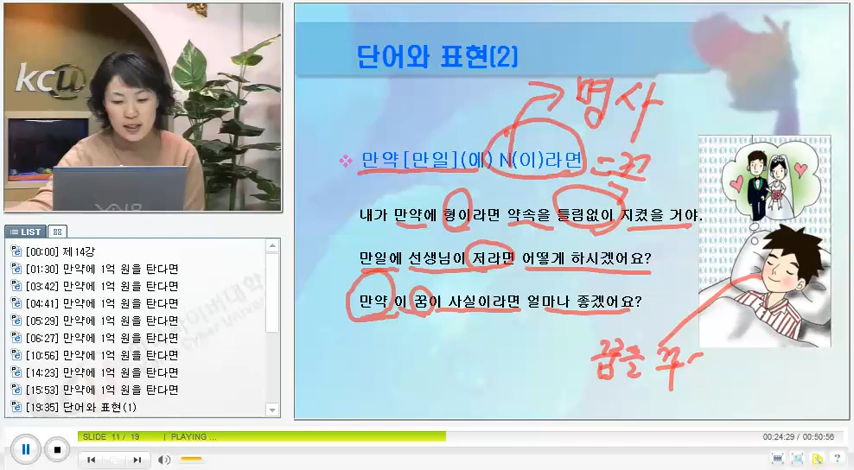 kcu
VAIO
LIST
[00:00] 제14강
[01:30] 만약에 1억 원을 탄다면
[03:42] 만약에 1억 원을 탄다면
[04:41] 만약에 1억 원을 탄다면
[05:29] 만약에 1억 원을 탄다면
[06:27] 만약에 1억 원을 탄다면
[10:56] 만약에 1억 원을 탄다면
[14:23] 만약에 1억 원을 탄다면
[15:53] 만약에 1억 원을 탄다면
[19:35] 단어와 표현(1)
단어와 표현(2)
명사
만약[만일](에) N(이)라면
내가 만약에 형이라면 약속을 틀림없이 지켰을 거야.
만일에 선생님이 저라면 어떻게 하시겠어요?
만약 이 꿈이 사실이라면 얼마나 좋겠어요?
꿈을
SLIDE 11 / 19 | PLAYING ...
00:24:29 / 00:50:56